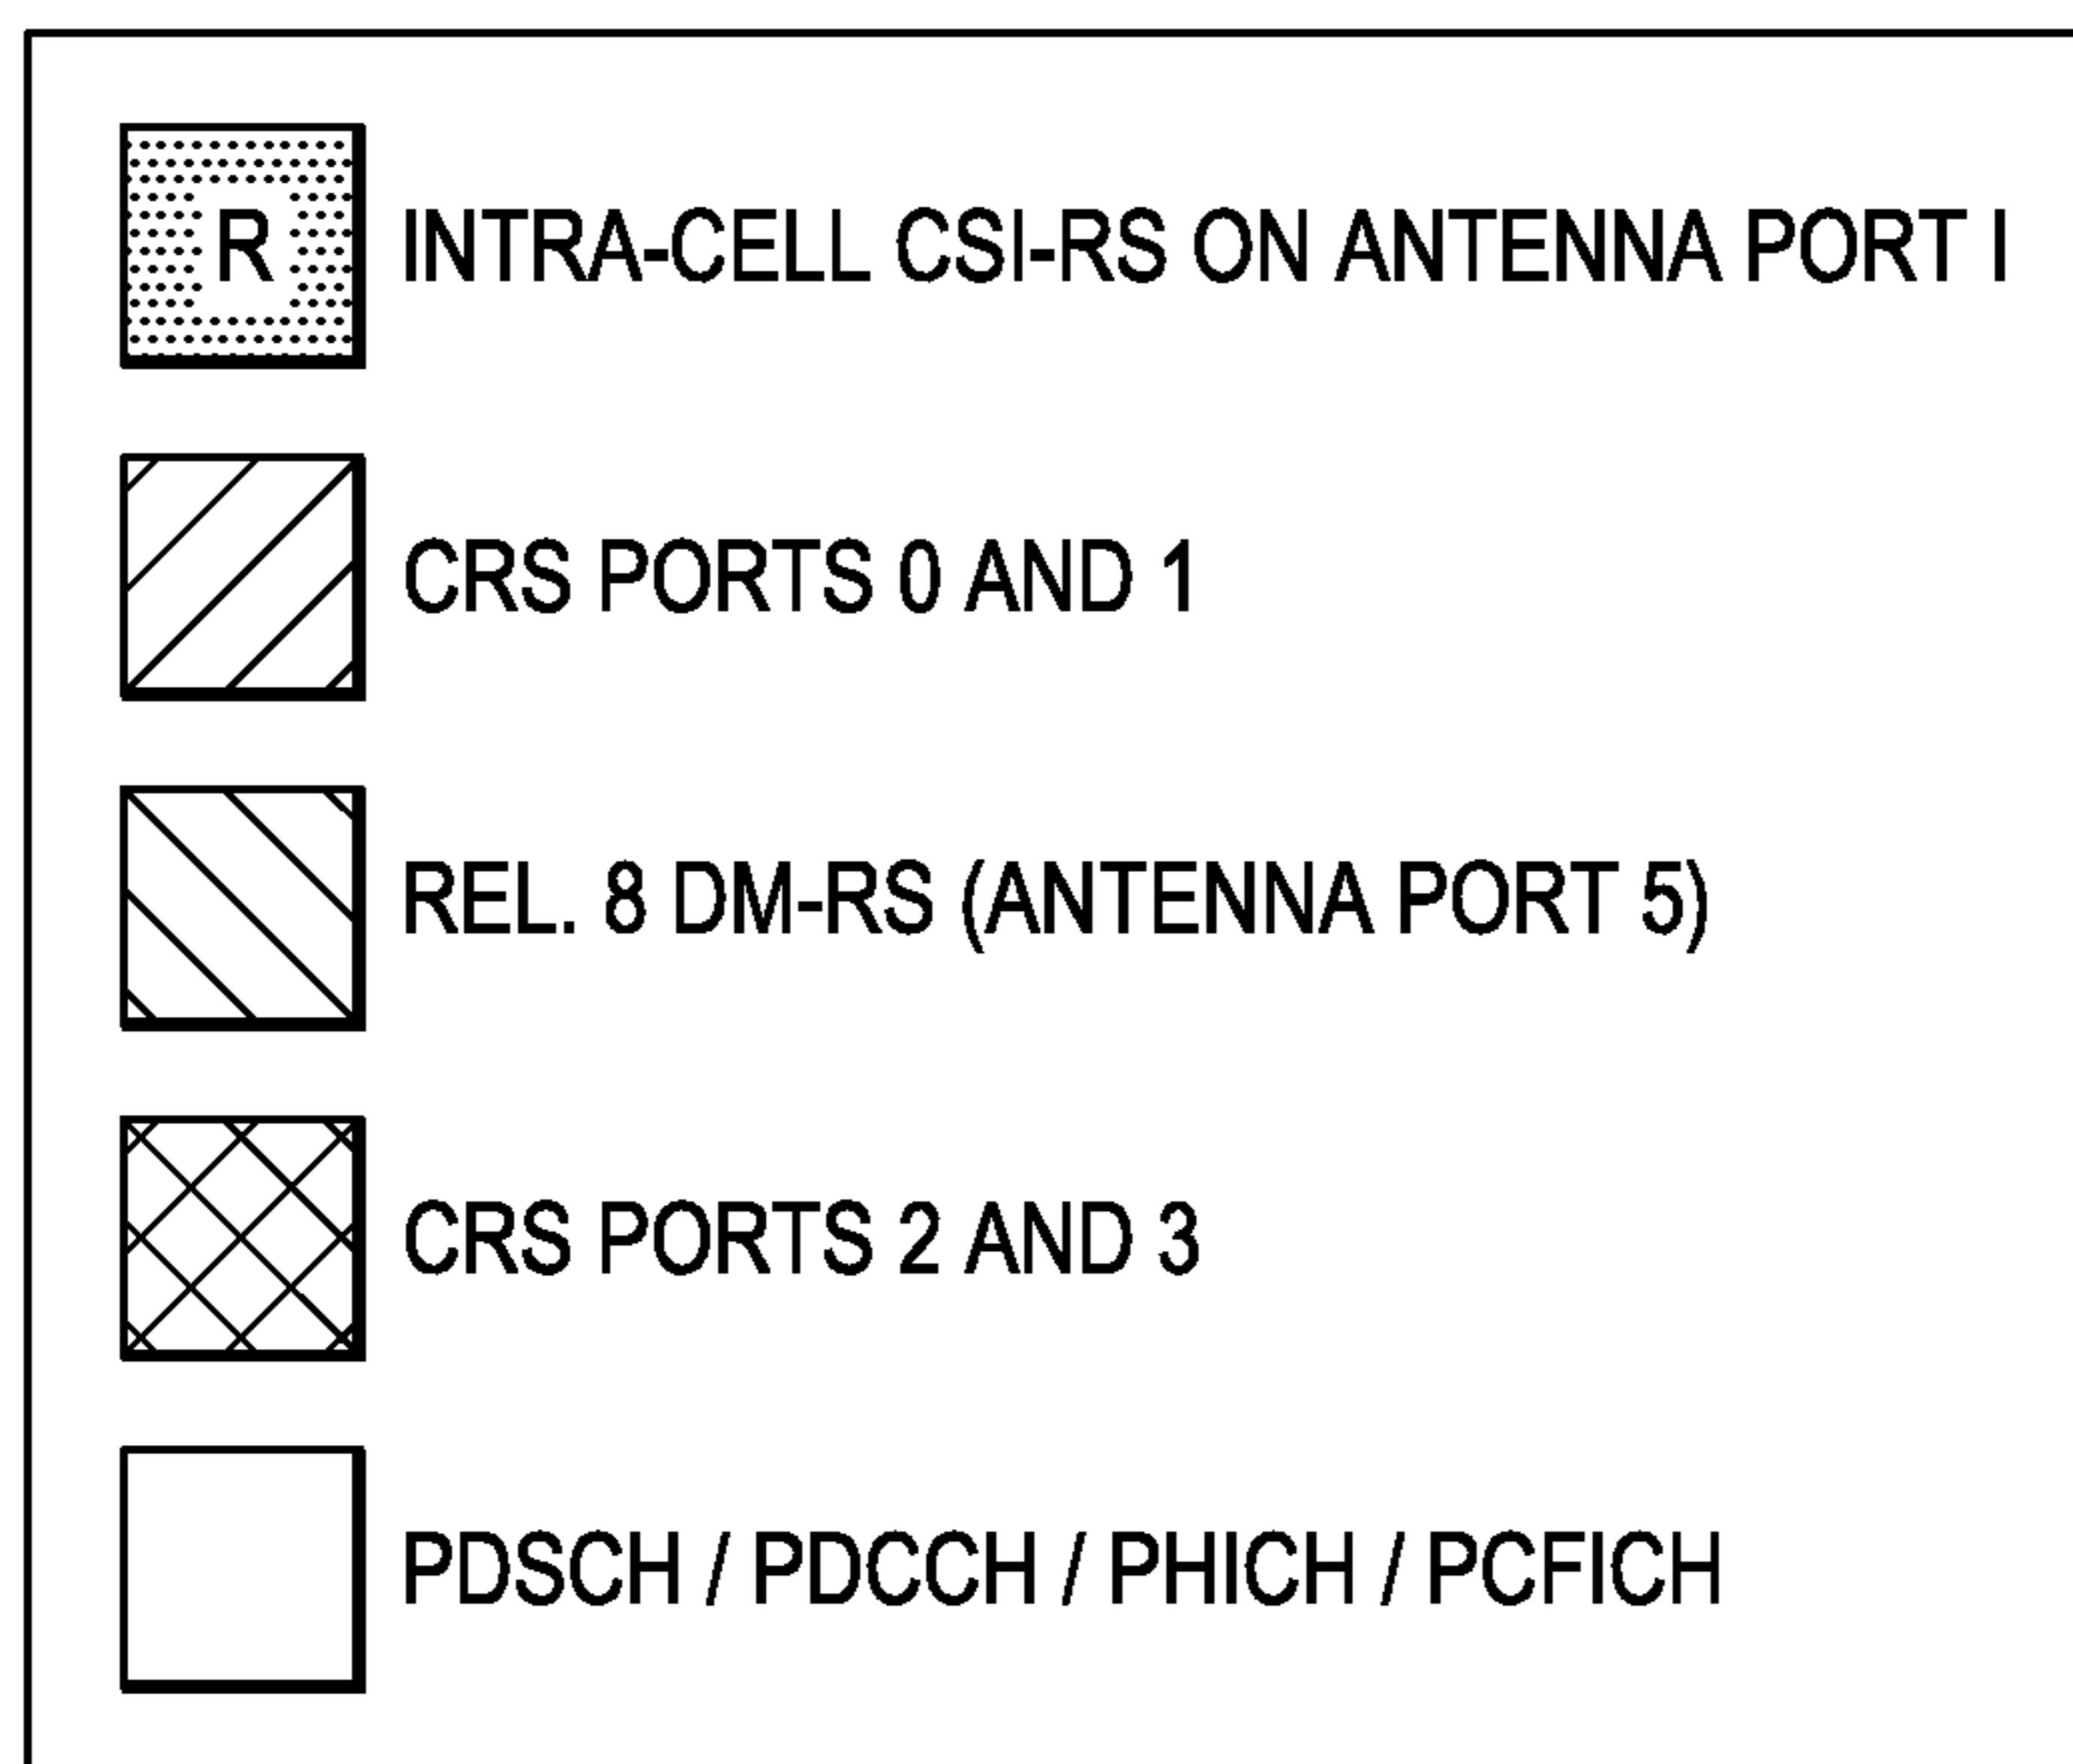 R INTRA-CELL CSI-RS ON ANTENNA PORT I
CRS PORTS 0 AND 1
REL. 8 DM-RS (ANTENNA PORT 5)
CRS PORTS 2 AND 3
PDSCH / PDCCH / PHICH / PCFICH